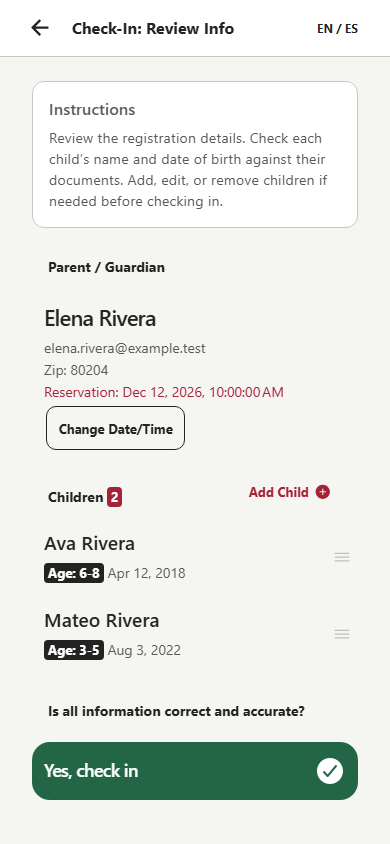 Check-In: Review Info
EN / ES
Instructions
Review the registration details. Check each
child's name and date of birth against their
documents. Add, edit, or remove children if
needed before checking in.
Parent / Guardian
Elena Rivera
elena.rivera@example.test
Zip: 80204
Reservation: Dec 12, 2026, 10:00:00 AM
Change Date/Time
Children 2
Add Child
Ava Rivera
Age: 6-8 Apr 12, 2018
Mateo Rivera
Age: 3-5 Aug 3, 2022
Is all information correct and accurate?
Yes, check in